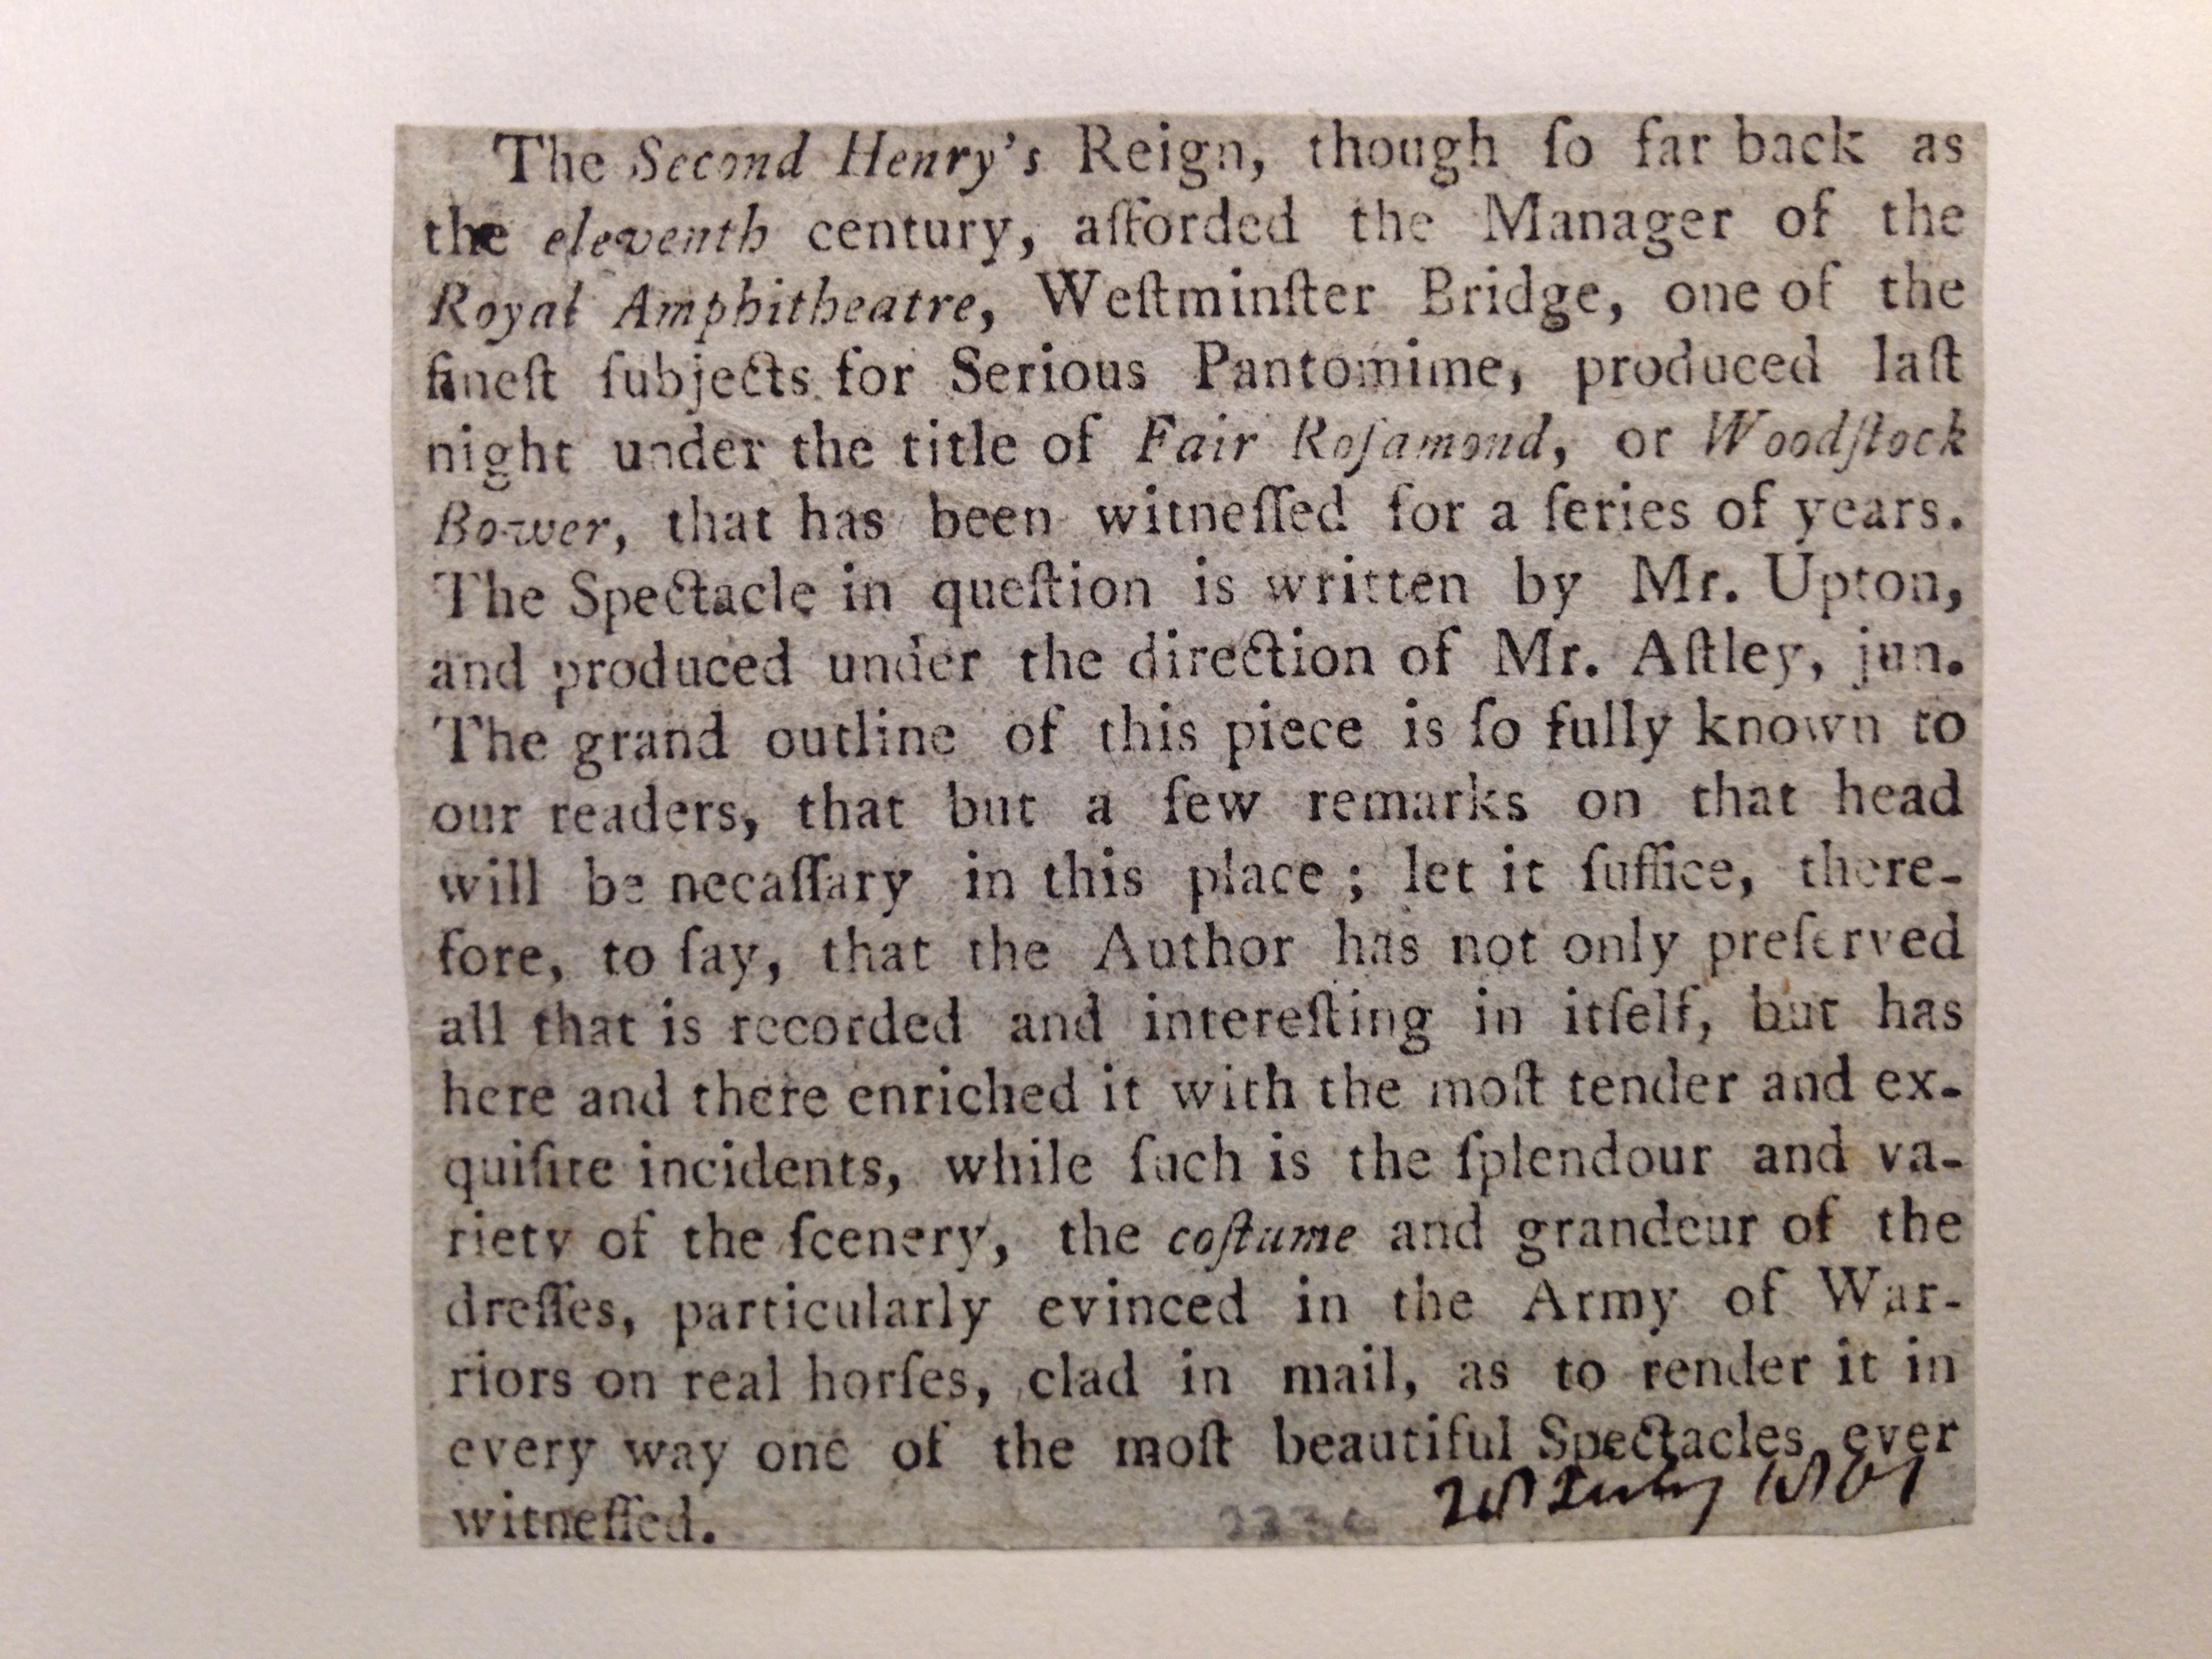 The Second Henry's Reign, though ſo far back as
the eleventh century, afforded the Manager of the
Royal Amphitheatre, Weſtminſter Bridge, one of the
fineſt ſubjects for Serious Pantomime, produced laſt
night under the title of Fair Roſamond, or Woodſtock
Bower, that has been witneſſed for a ſeries of years.
The Spectacle in queſtion is written by Mr. Upton,
and produced under the direction of Mr. Aſtley, jun.
The grand outline of this piece is ſo fully known to
our readers, that but a few remarks on that head
will be necaſſary in this place; let it ſuffice, there-
fore, to ſay, that the Author has not only preſerved
all that is recorded and intereſting in itſelf, but has
here and there enriched it with the moſt tender and ex-
quiſite incidents, while ſuch is the ſplendour and va-
riety of the ſcenery, the coſtume and grandeur of the
dreſſes, particularly evinced in the Army of War-
riors on real horſes, clad in mail, as to render it in
every way one of the moſt beautiful Spectacles ever
witneſſed.
July